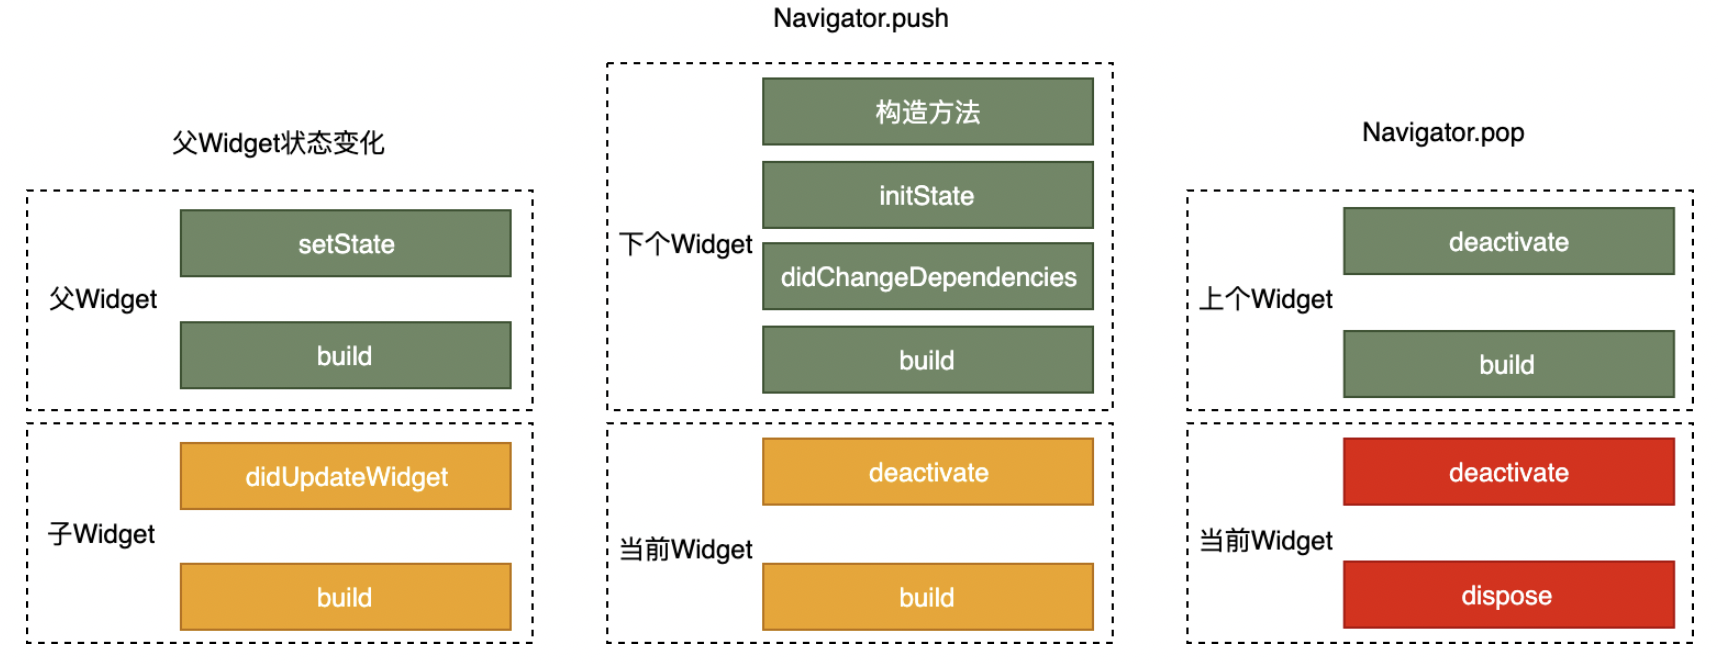 父Widget状态变化
父Widget
setState
build
子Widget
didUpdateWidget
build
Navigator.push
下个Widget
构造方法
initState
didChangeDependencies
build
当前Widget
deactivate
build
Navigator.pop
上个Widget
deactivate
build
当前Widget
deactivate
dispose